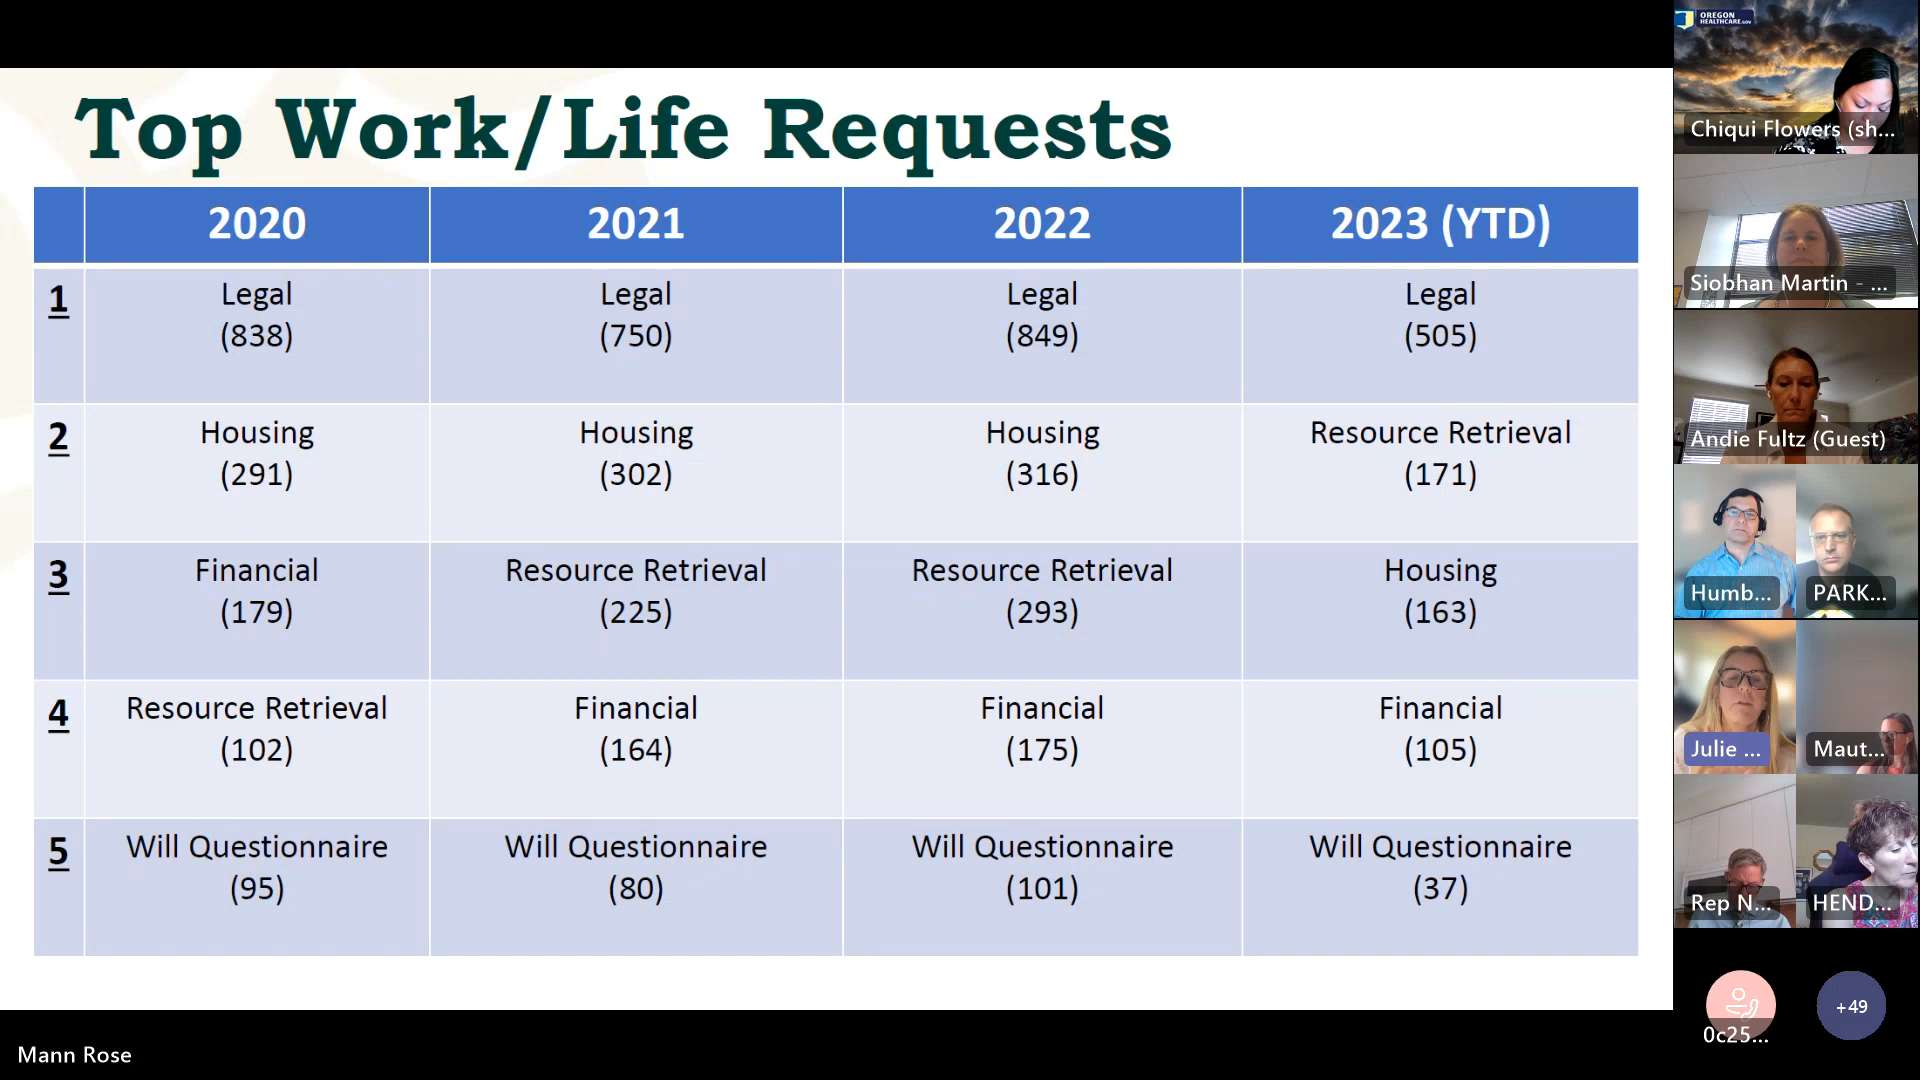 Top Work/Life Requests
2020 2021 2022 2023 (YTD)
1
Legal
(838)
Legal
(750)
Legal
(849)
Legal
(505)
2
Housing
(291)
Housing
(302)
Housing
(316)
Resource Retrieval
(171)
3
Financial
(179)
Resource Retrieval
(225)
Resource Retrieval
(293)
Housing
(163)
4
Resource Retrieval
(102)
Financial
(164)
Financial
(175)
Financial
(105)
5
Will Questionnaire
(95)
Will Questionnaire
(80)
Will Questionnaire
(101)
Will Questionnaire
(37)
Mann Rose
OREGON
HEALTHCARE.GOV
Chiqui Flowers (sh...
Siobhan Martin - ...
Andie Fultz (Guest)
Humb...
PARK...
Julie ...
Maut...
Rep N...
HEND...
0c25...
+49